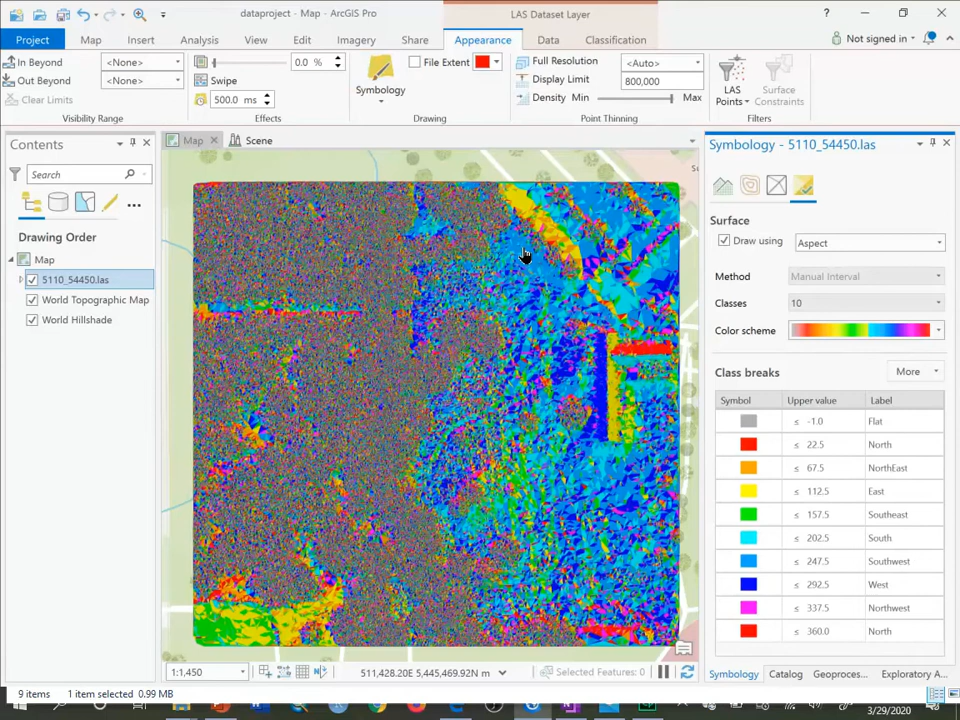 dataproject - Map - ArcGIS Pro
LAS Dataset Layer
? 
Project Map Insert Analysis View Edit Imagery Share Appearance Data Classification
Not signed in
In Beyond <None>
Out Beyond <None>
Clear Limits
Visibility Range
0.0 %
Swipe
500.0 ms
Effects
Symbology
File Extent
Drawing
Full Resolution <Auto>
Display Limit 800,000
Density Min Max
Point Thinning
LAS Points
Surface Constraints
Filters
Contents
Search
Drawing Order
Map
5110_54450.las
World Topographic Map
World Hillshade
Map
Scene
1:1,450
511,428.20E 5,445,469.92N m
Selected Features: 0
Symbology - 5110_54450.las
Surface
Draw using Aspect
Method Manual Interval
Classes 10
Color scheme
Class breaks More
Symbol Upper value Label
≤ -1.0 Flat
≤ 22.5 North
≤ 67.5 NorthEast
≤ 112.5 East
≤ 157.5 Southeast
≤ 202.5 South
≤ 247.5 Southwest
≤ 292.5 West
≤ 337.5 Northwest
≤ 360.0 North
Symbology Catalog Geoproces... Exploratory A...
9 items 1 item selected 0.99 MB
7:05 PM
3/29/2020